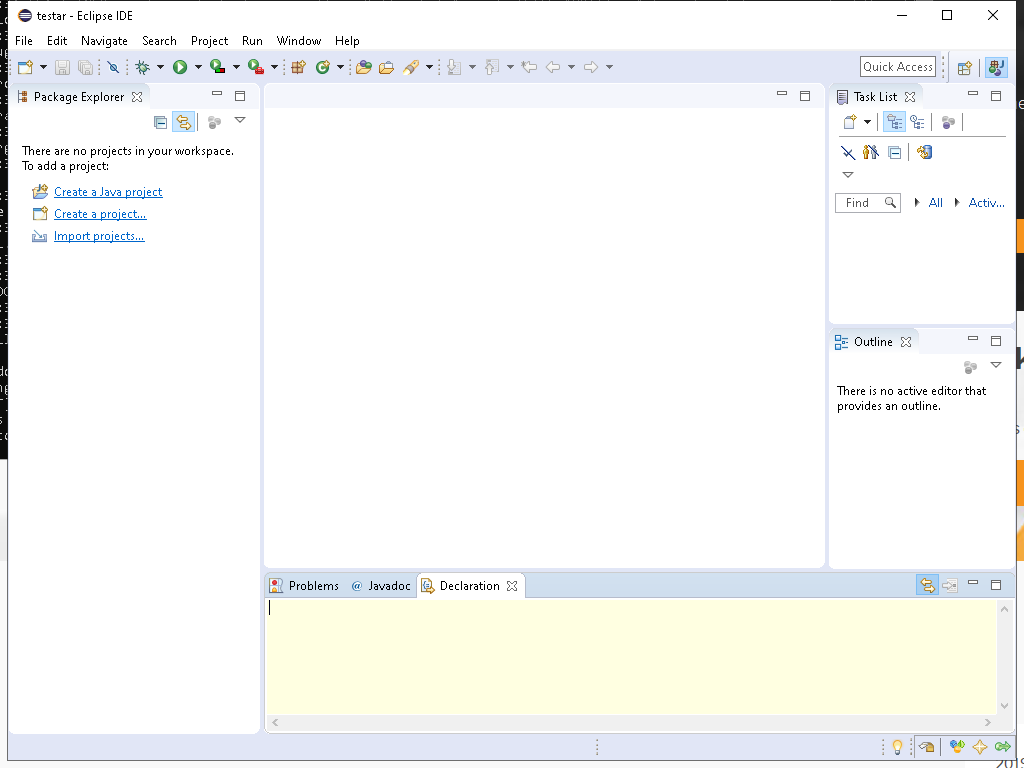 testar - Eclipse IDE
File Edit Navigate Search Project Run Window Help
Quick Access
Package Explorer
There are no projects in your workspace.
To add a project:
Create a Java project
Create a project...
Import projects...
Task List
Find All Activ...
Outline
There is no active editor that
provides an outline.
Problems @ Javadoc Declaration